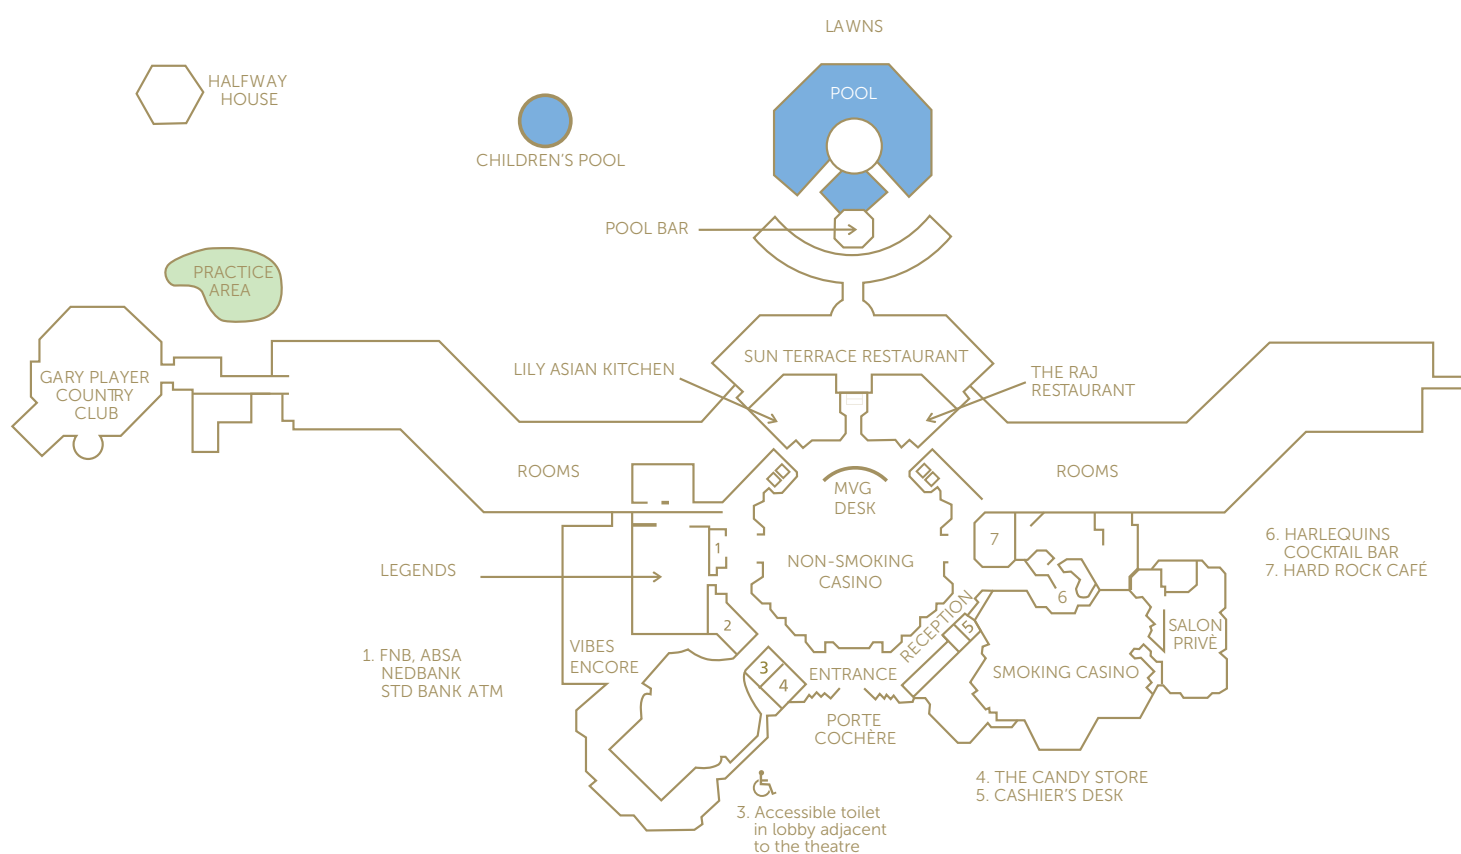 LAWNS
HALFWAY
HOUSE
POOL
CHILDREN'S POOL
POOL BAR
PRACTICE
AREA
SUN TERRACE RESTAURANT
LILY ASIAN KITCHEN
THE RAJ
RESTAURANT
GARY PLAYER
COUNTRY
CLUB
ROOMS
ROOMS
MVG
DESK
7
6. HARLEQUINS
COCKTAIL BAR
7. HARD ROCK CAFÉ
1
NON-SMOKING
CASINO
LEGENDS
6
RECEPTION
5
2
SALON
PRIVÈ
VIBES
ENCORE
1. FNB, ABSA
NEDBANK
STD BANK ATM
3
4
ENTRANCE
SMOKING CASINO
PORTE
COCHÈRE
4. THE CANDY STORE
5. CASHIER'S DESK
3. Accessible toilet
in lobby adjacent
to the theatre